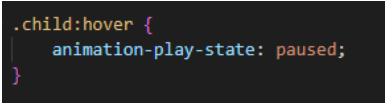 .child:hover {
    animation-play-state: paused;
}